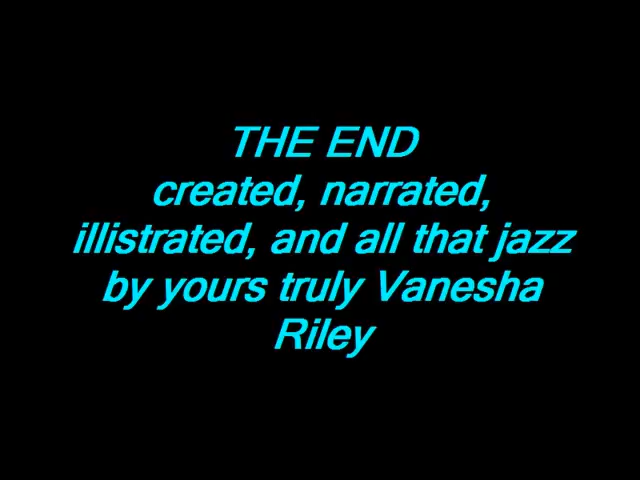 THE END
created, narrated,
illistrated, and all that jazz
by yours truly Vanesha
Riley